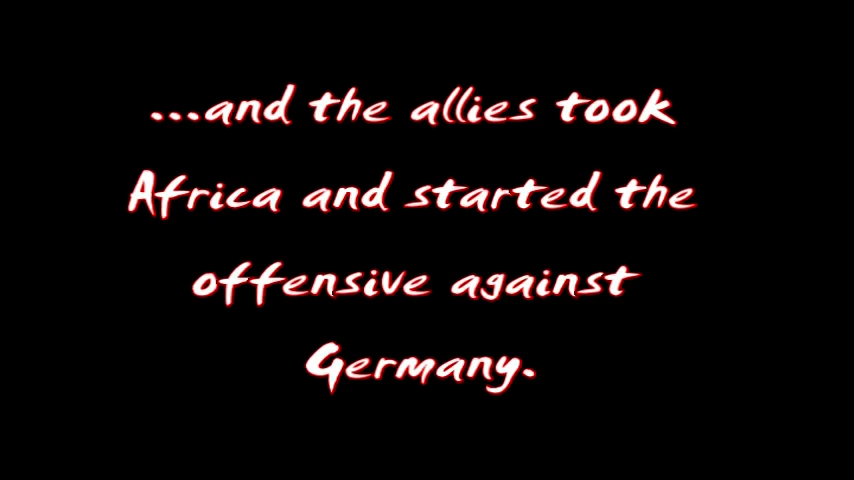 ...and the allies took
Africa and started the
offensive against
Germany.